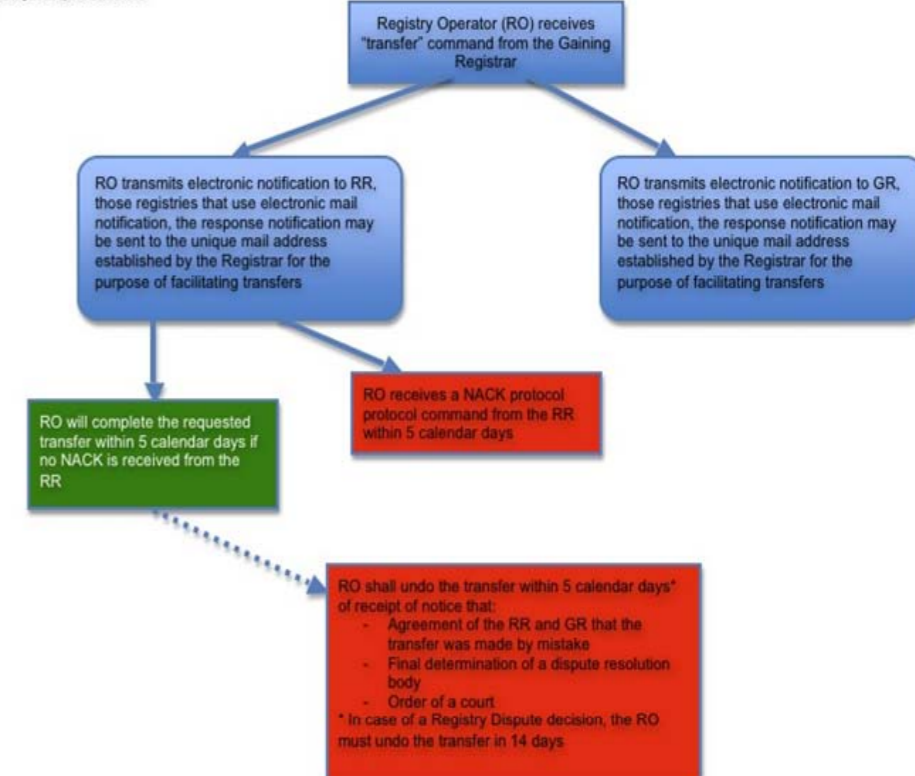 Registry Operator (RO) receives
"transfer" command from the Gaining
Registrar
RO transmits electronic notification to RR,
those registries that use electronic mail
notification, the response notification may
be sent to the unique mail address
established by the Registrar for the
purpose of facilitating transfers
RO transmits electronic notification to GR,
those registries that use electronic mail
notification, the response notification may
be sent to the unique mail address
established by the Registrar for the
purpose of facilitating transfers
RO will complete the requested
transfer within 5 calendar days if
no NACK is received from the
RR
RO receives a NACK protocol
protocol command from the RR
within 5 calendar days
RO shall undo the transfer within 5 calendar days*
of receipt of notice that:
- Agreement of the RR and GR that the
transfer was made by mistake
- Final determination of a dispute resolution
body
- Order of a court
* In case of a Registry Dispute decision, the RO
must undo the transfer in 14 days